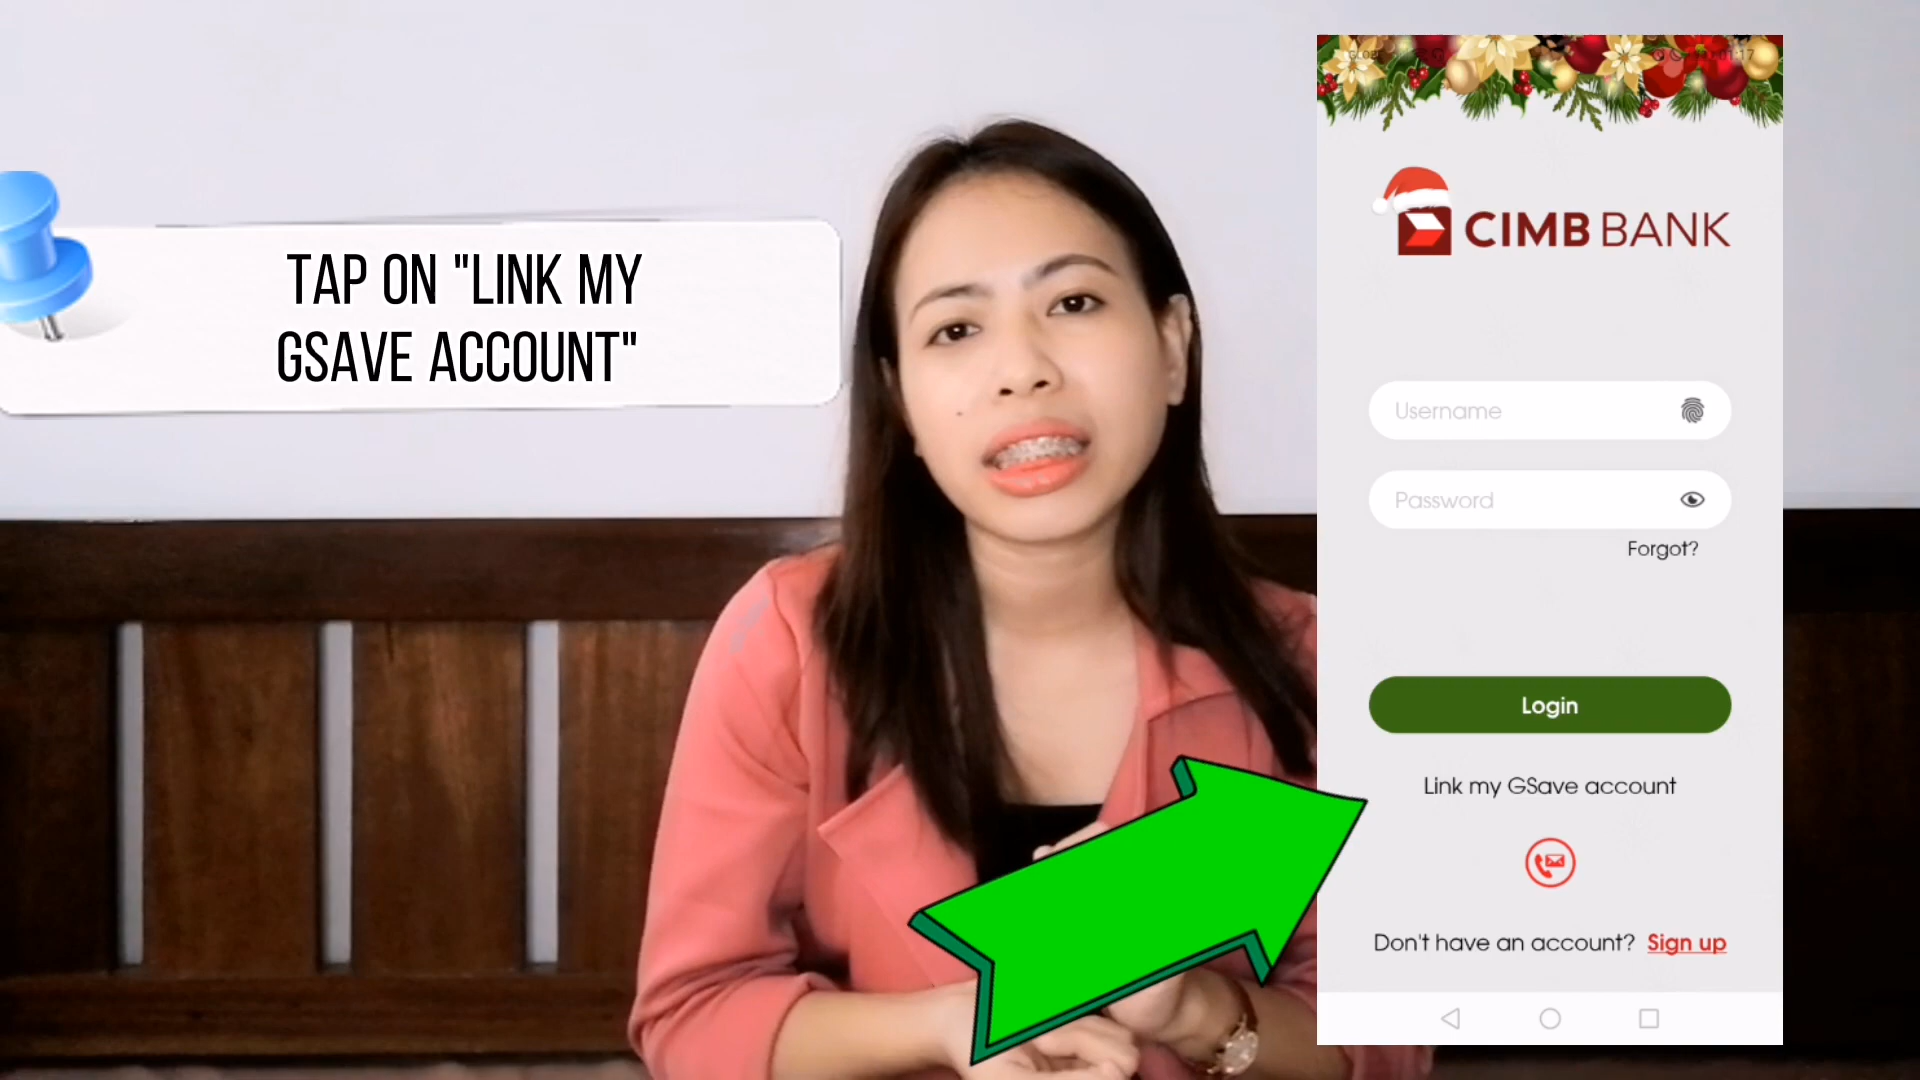 TAP ON "LINK MY
GSAVE ACCOUNT"
CIMB BANK
Username
Password
Forgot?
Login
Link my GSave account
Don't have an account? Sign up